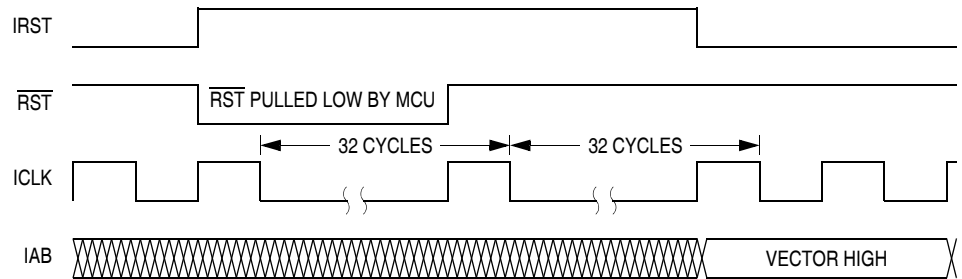 IRST
RST
RST PULLED LOW BY MCU
32 CYCLES
32 CYCLES
ICLK
IAB
VECTOR HIGH